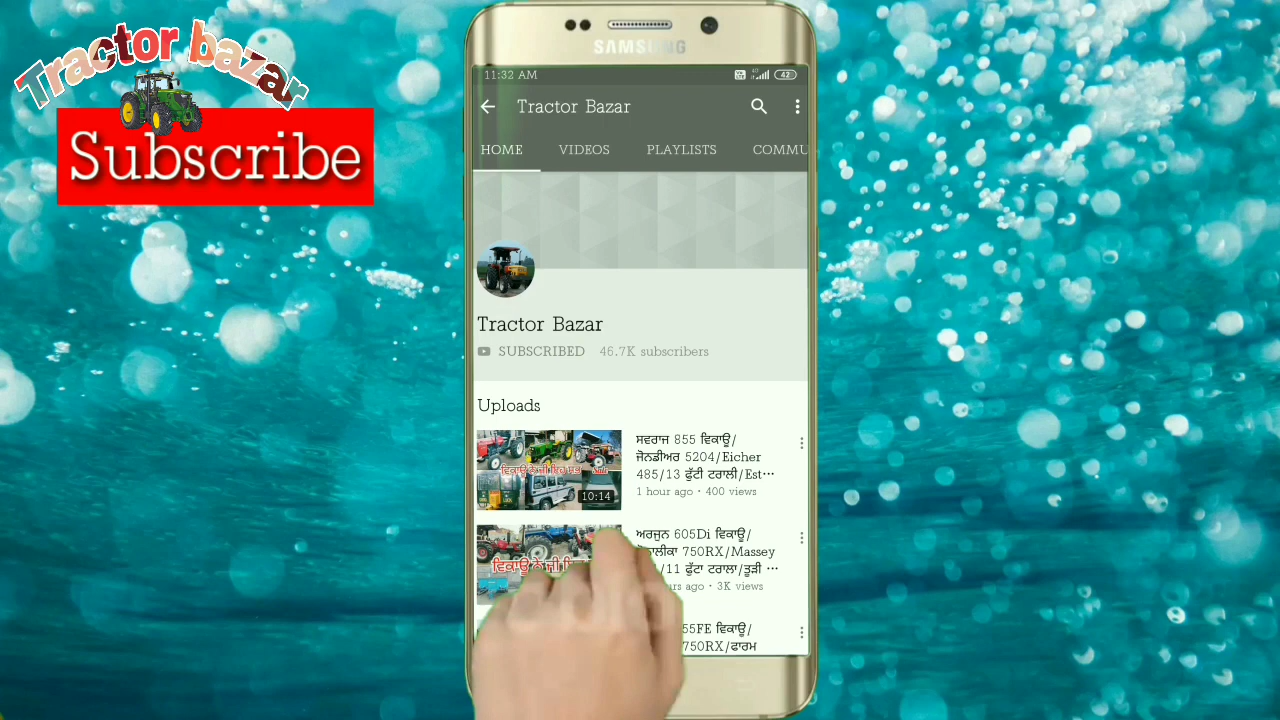 Tractor bazar
Subscribe
SAMSUNG
11:32 AM
42
Tractor Bazar
HOME VIDEOS PLAYLISTS COMMU
Tractor Bazar
SUBSCRIBED 46.7K subscribers
Uploads
ਸਵਰਾਜ 855 ਵਿਕਾਊ/
ਜੋਨਡੀਅਰ 5204/Eicher
485/13 ਫੁੱਟੀ ਟਰਾਲੀ/Est...
1 hour ago • 400 views
10:14
ਅਰਜੁਨ 605Di ਵਿਕਾਊ/
750RX/Massey
/11 ਫੁੱਟਾ ਟਰਾਲਾ/ਤੂੜੀ ...
ago • 3K views
ਵਿਕਾਊ ਨੇ ਜੀ
55FE ਵਿਕਾਊ/
750RX/ਫਾਰਮ